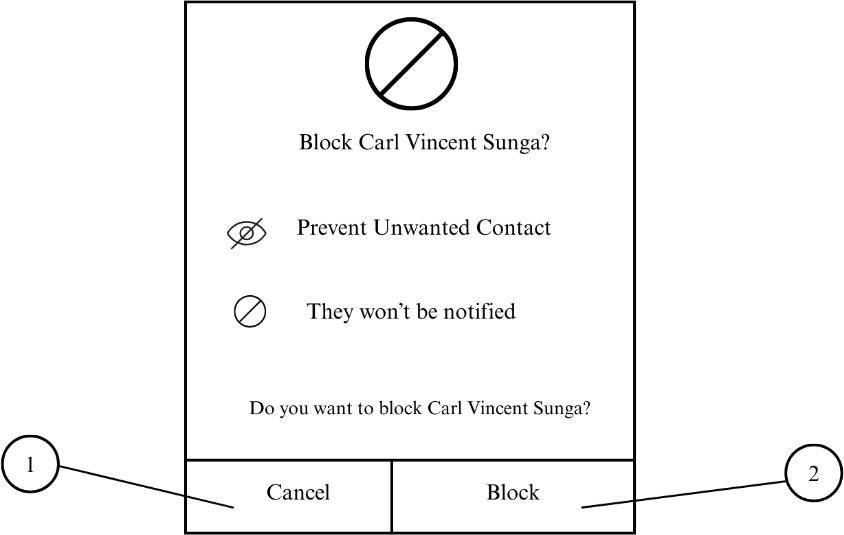 Block Carl Vincent Sunga?
Prevent Unwanted Contact
They won't be notified
Do you want to block Carl Vincent Sunga?
1
Cancel
Block
2